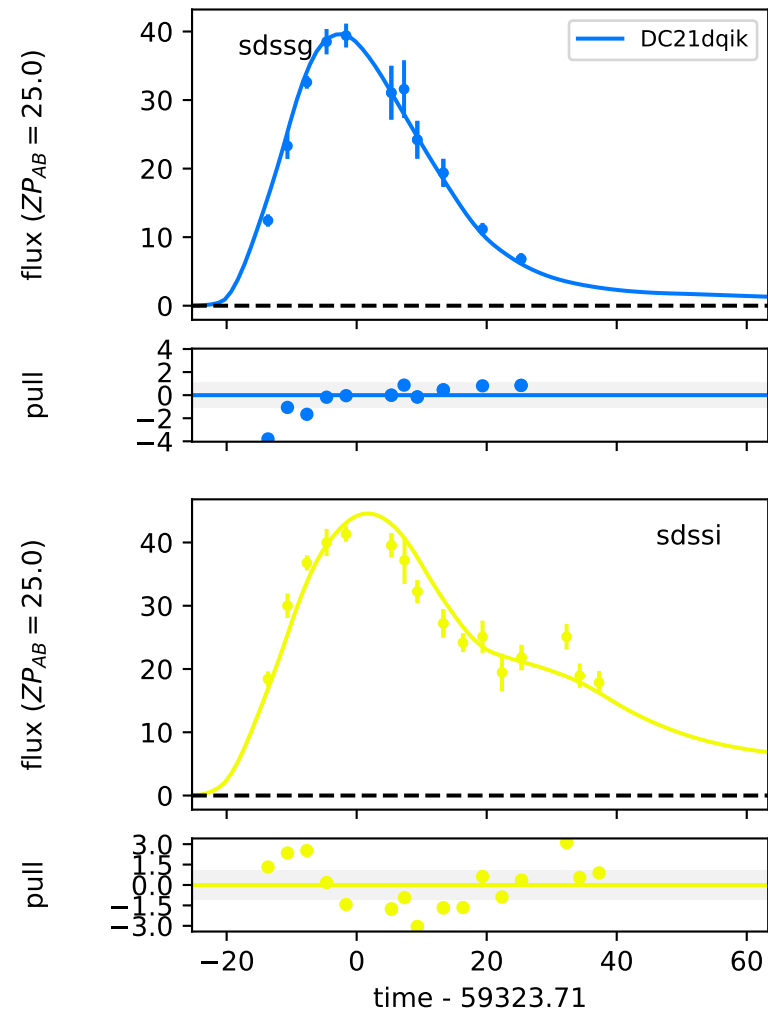 sdssg
DC21dqik
flux (ZP_AB = 25.0)
40
30
20
10
0
pull
4
2
0
−2
−4
sdssi
flux (ZP_AB = 25.0)
40
30
20
10
0
pull
3.0
1.5
0.0
−1.5
−3.0
−20 0 20 40 60
time - 59323.71